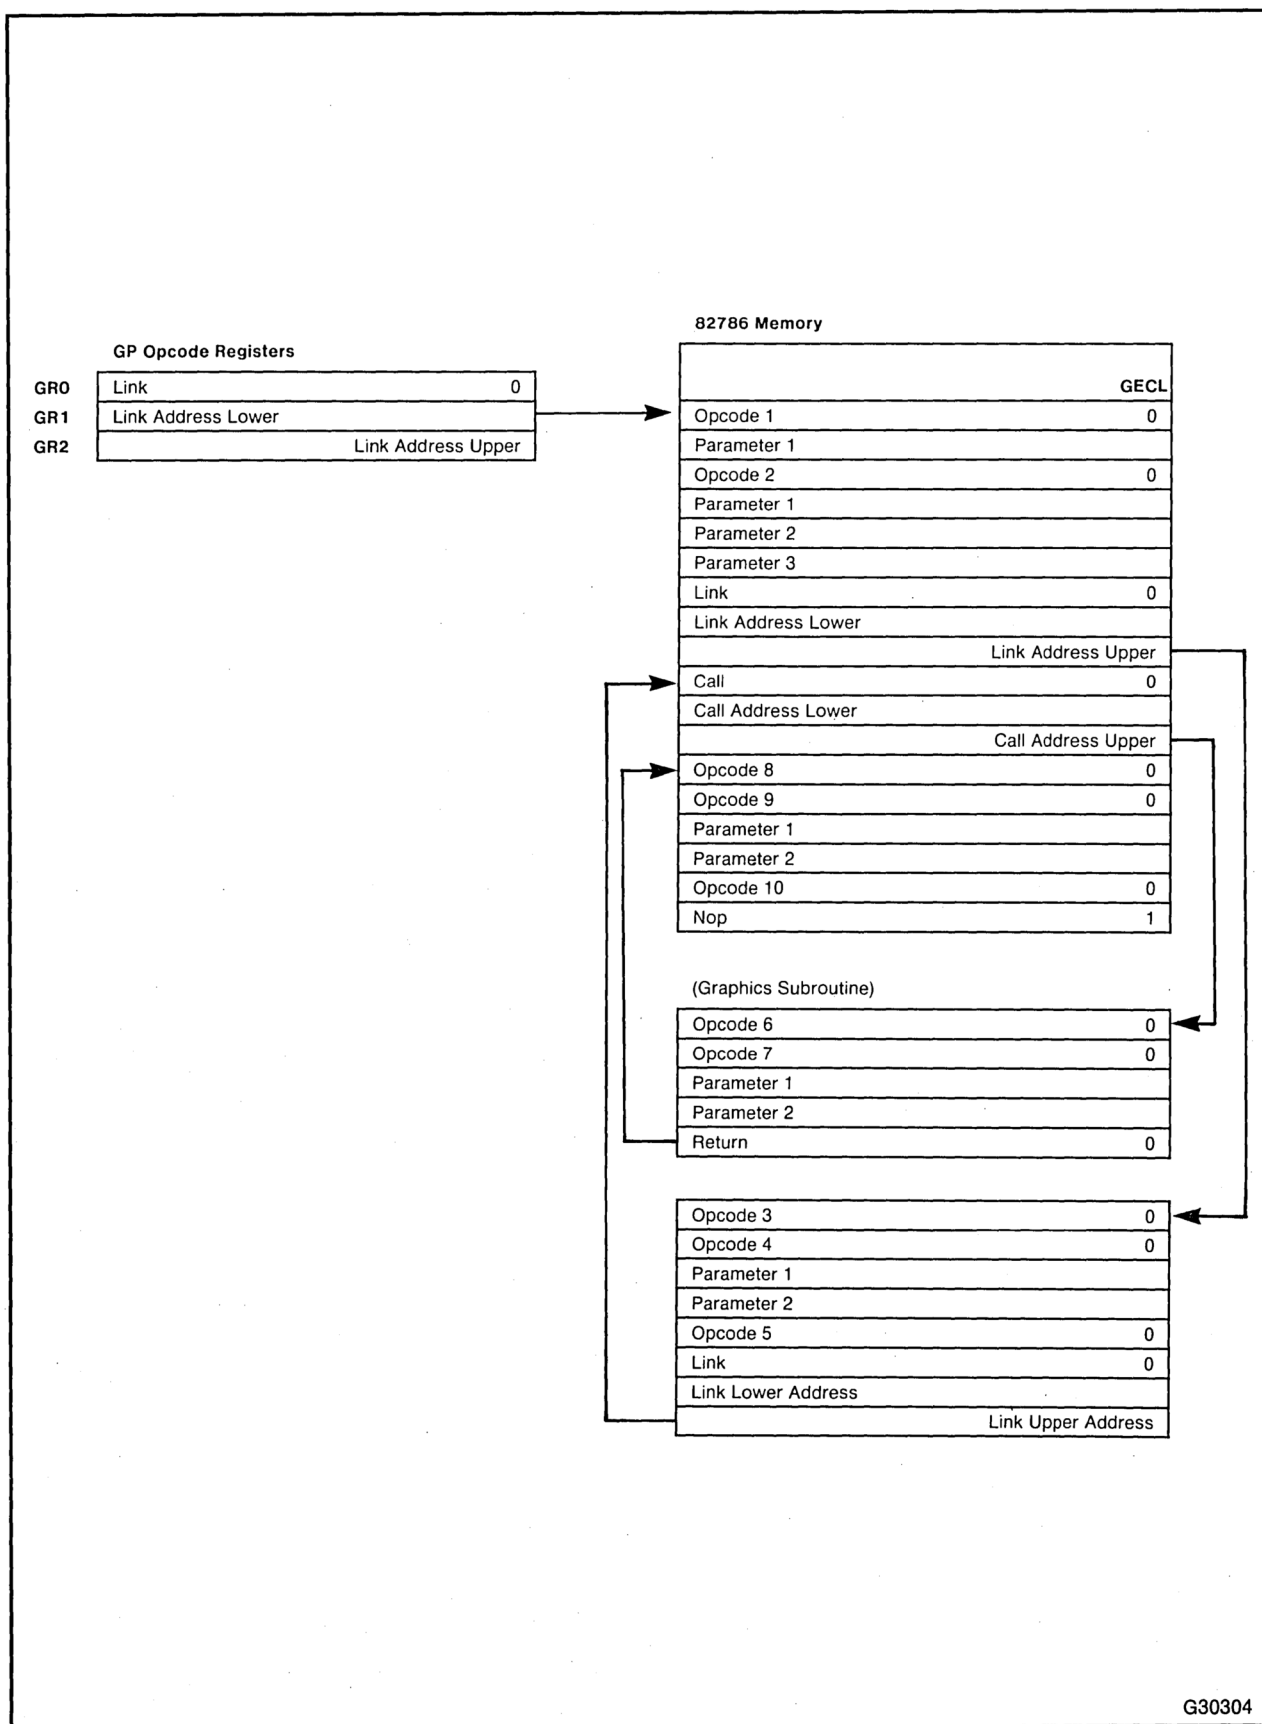 82786 Memory
GP Opcode Registers
GECL
GR0 Link 0
GR1 Link Address Lower
GR2 Link Address Upper
Opcode 1 0
Parameter 1
Opcode 2 0
Parameter 1
Parameter 2
Parameter 3
Link 0
Link Address Lower
Link Address Upper
Call 0
Call Address Lower
Call Address Upper
Opcode 8 0
Opcode 9 0
Parameter 1
Parameter 2
Opcode 10 0
Nop 1
(Graphics Subroutine)
Opcode 6 0
Opcode 7 0
Parameter 1
Parameter 2
Return 0
Opcode 3 0
Opcode 4 0
Parameter 1
Parameter 2
Opcode 5 0
Link 0
Link Lower Address
Link Upper Address
G30304